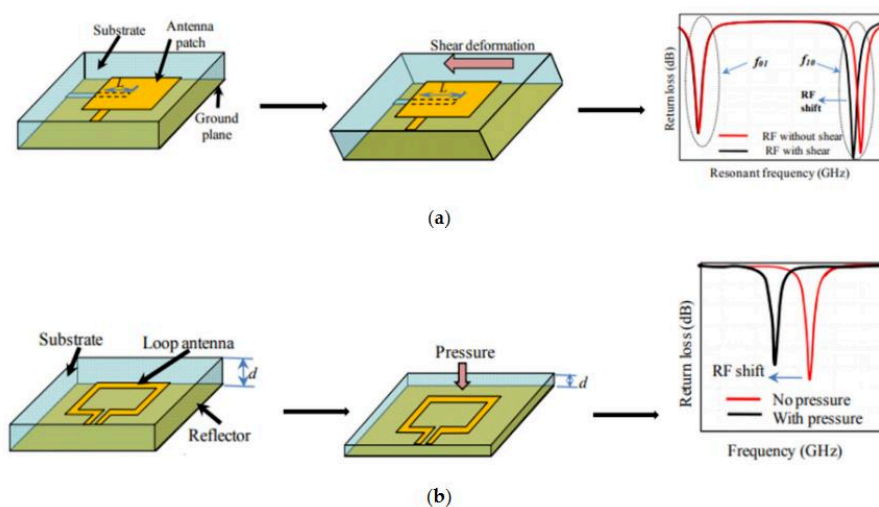 Substrate
Antenna
patch
L
Ground
plane
Shear deformation
L
Return loss (dB)
f01
f10
RF
shift
RF without shear
RF with shear
Resonant frequency (GHz)
(a)
Substrate
Loop antenna
d
Reflector
Pressure
d
Return loss (dB)
RF shift
No pressure
With pressure
Frequency (GHz)
(b)